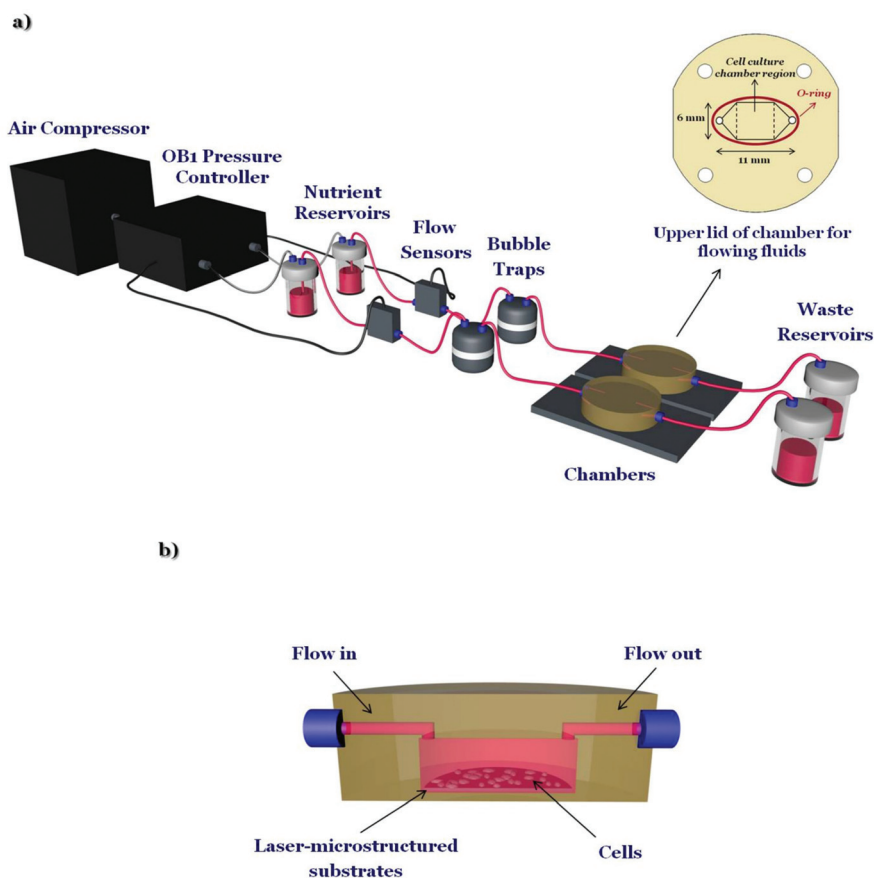 a)
Air Compressor
OB1 Pressure
Controller
Nutrient
Reservoirs
Flow
Sensors
Bubble
Traps
Cell culture
chamber region
O-ring
6 mm
11 mm
Upper lid of chamber for
flowing fluids
Waste
Reservoirs
Chambers
b)
Flow in
Flow out
Laser-microstructured
substrates
Cells